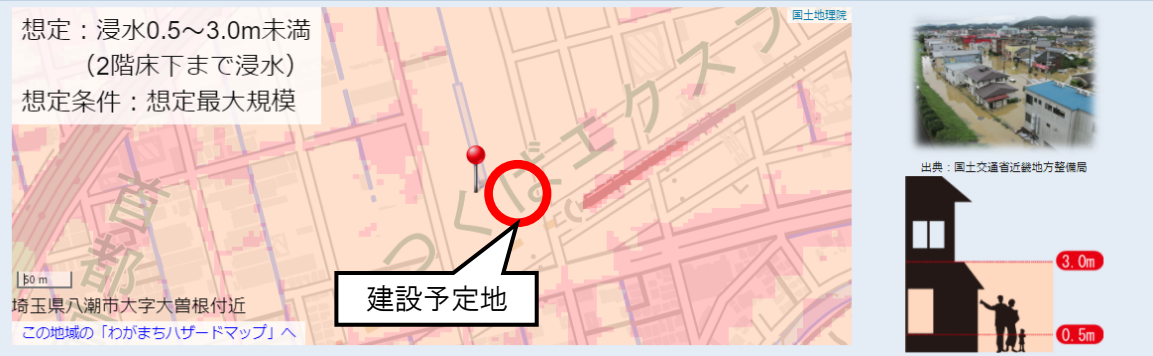 想定：浸水0.5～3.0m未満
（2階床下まで浸水）
想定条件：想定最大規模
国土地理院
つくばエクスプ
首都
50 m
埼玉県八潮市大字大曽根付近
この地域の「わがまちハザードマップ」へ
建設予定地
出典：国土交通省近畿地方整備局
3.0m
0.5m